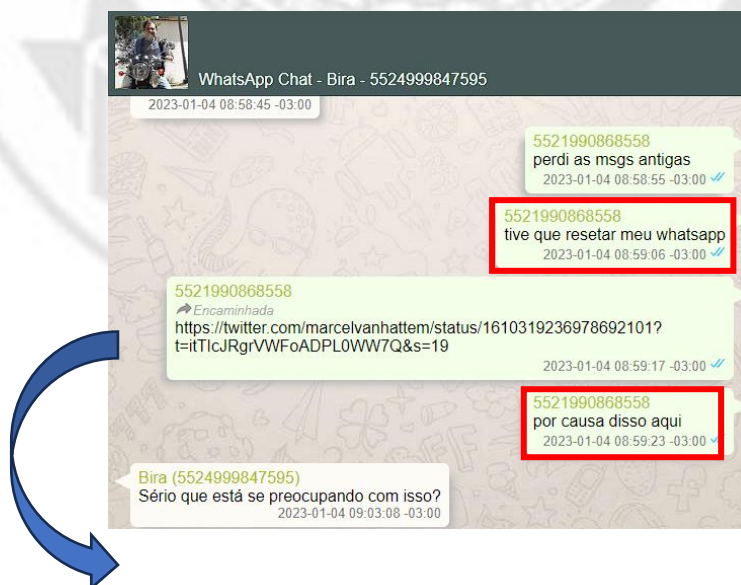 WhatsApp Chat - Bira - 5524999847595
2023-01-04 08:58:45 -03:00
5521990868558
perdi as msgs antigas
2023-01-04 08:58:55 -03:00
5521990868558
tive que resetar meu whatsapp
2023-01-04 08:59:06 -03:00
5521990868558
Encaminhada
https://twitter.com/marcelvanhattem/status/1610319236978692101?
t=itTlcJRgrVWFoADPL0WW7Q&s=19
2023-01-04 08:59:17 -03:00
5521990868558
por causa disso aqui
2023-01-04 08:59:23 -03:00
Bira (5524999847595)
Sério que está se preocupando com isso?
2023-01-04 09:03:08 -03:00